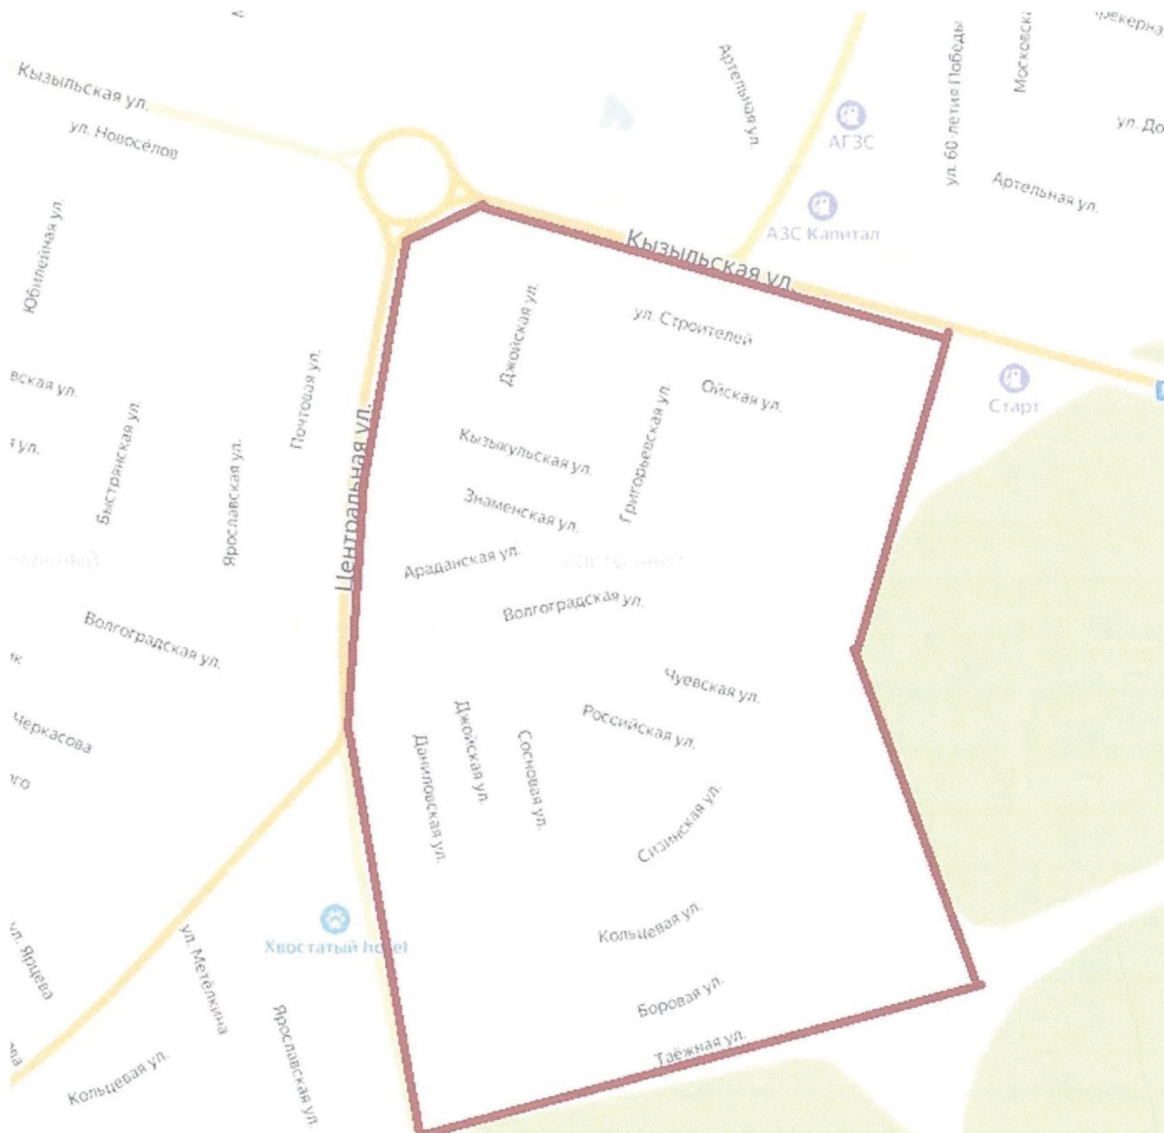 Кызыльская ул.
ул. Новосёлов
Артельная ул.
АГЗС
ул. 60-летия Победы
Московск
ул. До
Артельная ул.
АЗС Капитал
Кызыльская ул.
Юбилейная ул.
Джойская ул.
ул. Строителей
Почтовая ул.
вская ул.
Ойская ул.
Старт
Быстрянская ул.
Ярославская ул.
Центральная ул.
Кызыкульская ул.
Григорьевская ул.
Знаменская ул.
Араданская ул.
Волгоградская ул.
Волгоградская ул.
Чуевская ул.
Черкасова
Российская ул.
Даниловская ул.
Джойская ул.
Сосновая ул.
Сизинская ул.
Хвостатый hotel
Кольцевая ул.
ул. Ярцева
ул. Метёлкина
Боровая ул.
Таёжная ул.
Кольцевая ул.
Ярославская ул.